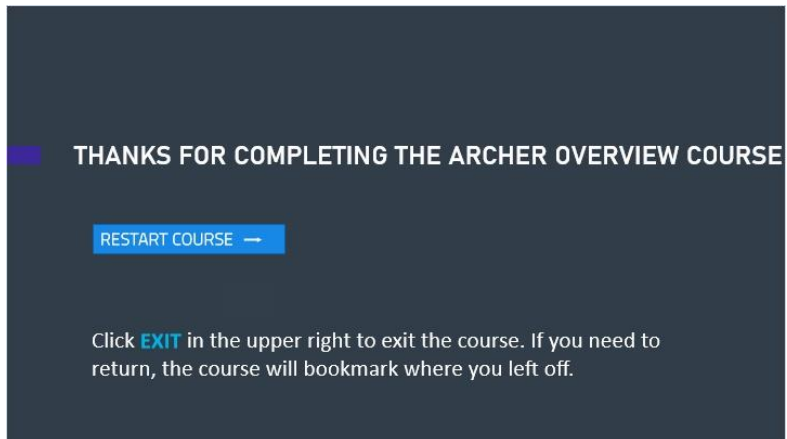 THANKS FOR COMPLETING THE ARCHER OVERVIEW COURSE
RESTART COURSE →
Click EXIT in the upper right to exit the course. If you need to
return, the course will bookmark where you left off.